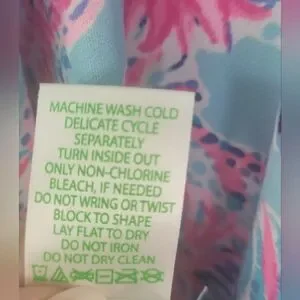 MACHINE WASH COLD
DELICATE CYCLE
SEPARATELY
TURN INSIDE OUT
ONLY NON-CHLORINE
BLEACH, IF NEEDED
DO NOT WRING OR TWIST
BLOCK TO SHAPE
LAY FLAT TO DRY
DO NOT IRON
DO NOT DRY CLEAN